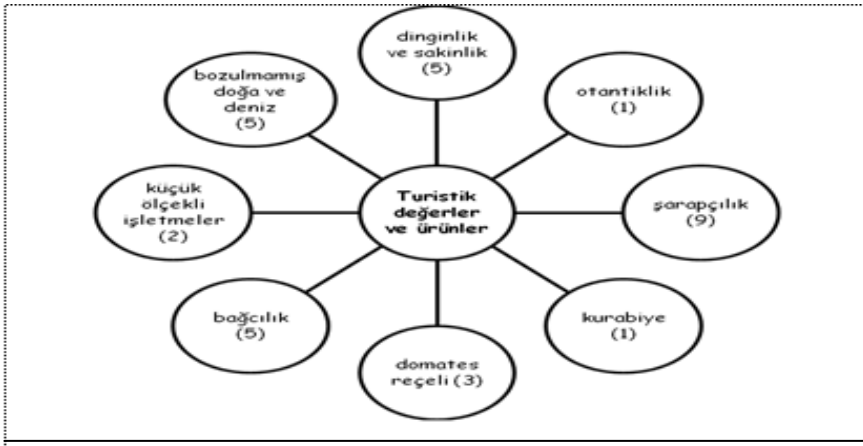 dinginlik
ve sakinlik
(5)
bozulmamış
doğa ve
deniz
(5)
otantiklik
(1)
küçük
ölçekli
işletmeler
(2)
Turistik
değerler
ve ürünler
şarapçılık
(9)
bağcılık
(5)
kurabiye
(1)
domates
reçeli (3)